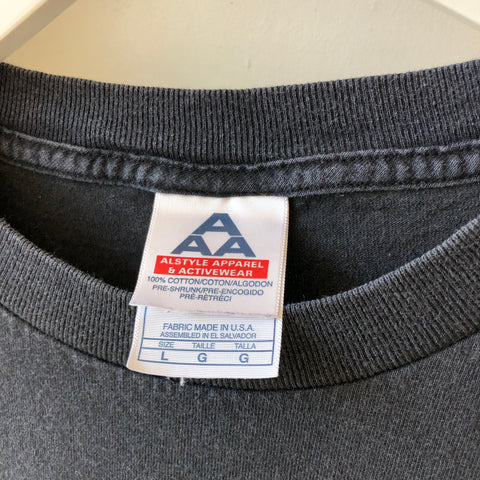 A
AA
ALSTYLE APPAREL
& ACTIVEWEAR
100% COTTON/COTON/ALGODON
PRE-SHRUNK/PRE-ENCOGIDO
PRÉ-RÉTRÉCI
FABRIC MADE IN U.S.A.
ASSEMBLED IN EL SALVADOR
SIZE TAILLE TALLA
L G G